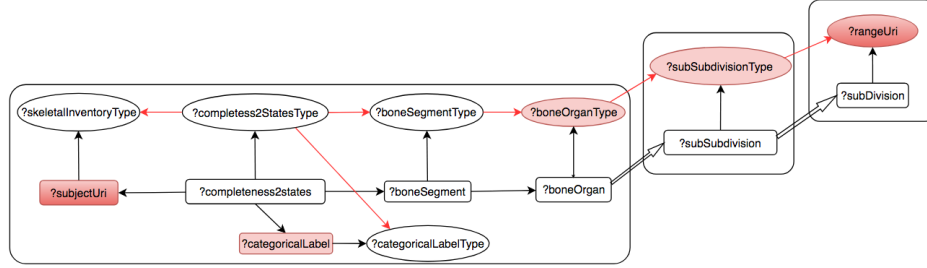 ?rangeUri
?subSubdivisionType
?subDivision
?skeletalInventoryType
?completess2StatesType
?boneSegmentType
?boneOrganType
?subSubdivision
?subjectUri
?completeness2states
?boneSegment
?boneOrgan
?categoricalLabel
?categoricalLabelType